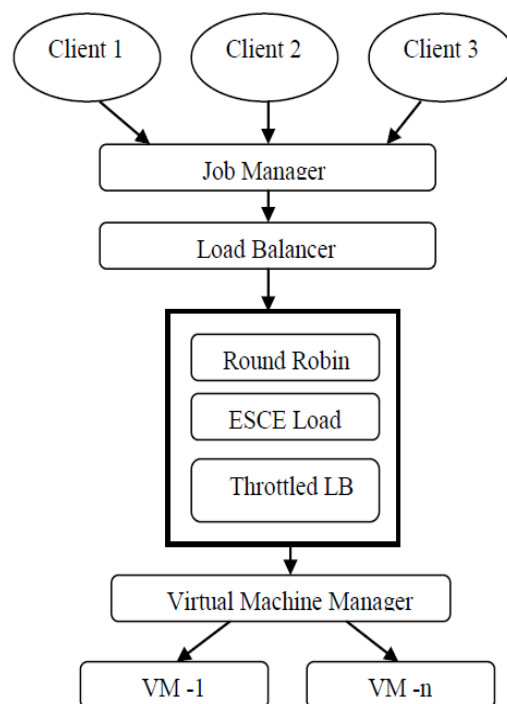 Client 1
Client 2
Client 3
Job Manager
Load Balancer
Round Robin
ESCE Load
Throttled LB
Virtual Machine Manager
VM -1
VM -n